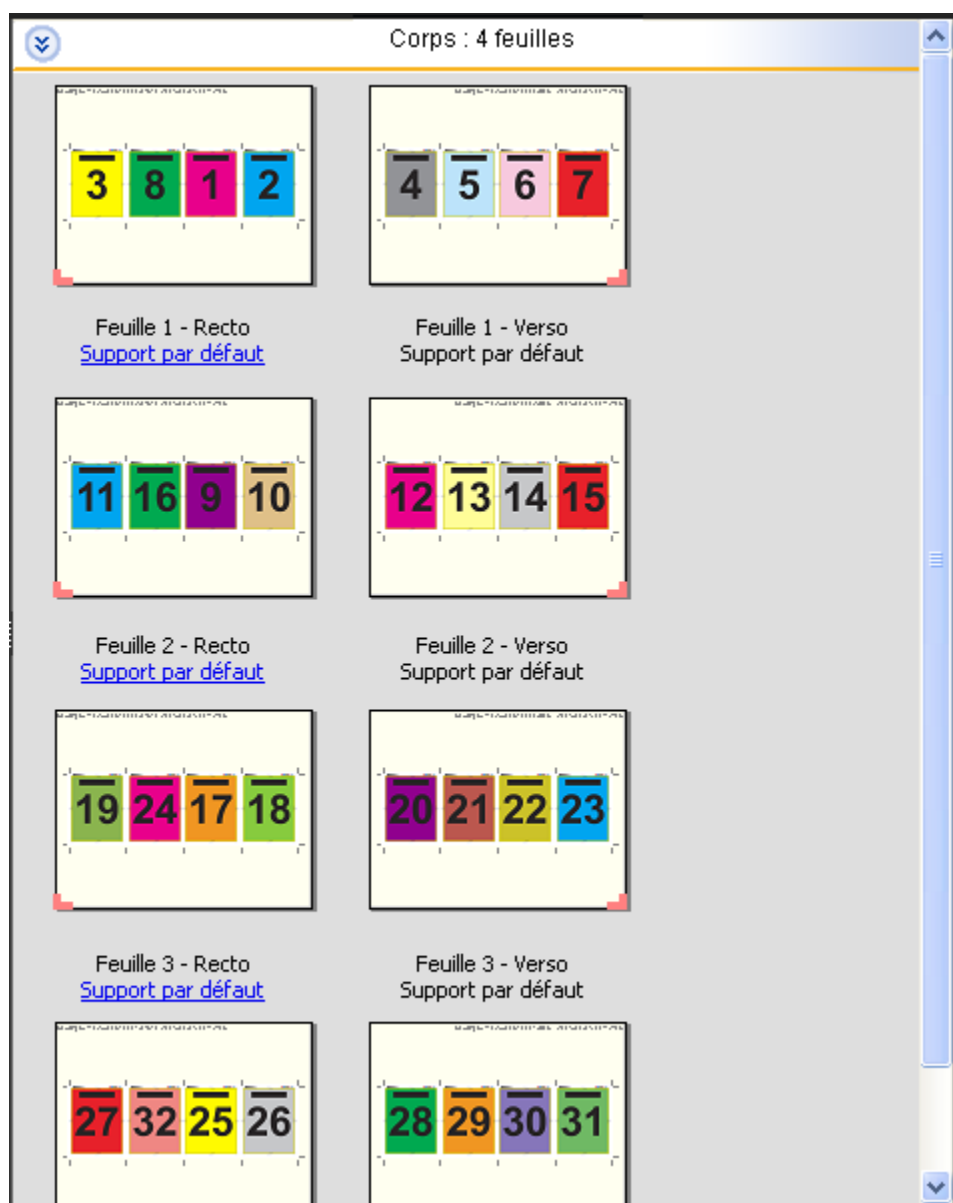 Corps : 4 feuilles
3 8 1 2
4 5 6 7
Feuille 1 - Recto
Support par défaut
Feuille 1 - Verso
Support par défaut
11 16 9 10
12 13 14 15
Feuille 2 - Recto
Support par défaut
Feuille 2 - Verso
Support par défaut
19 24 17 18
20 21 22 23
Feuille 3 - Recto
Support par défaut
Feuille 3 - Verso
Support par défaut
27 32 25 26
28 29 30 31